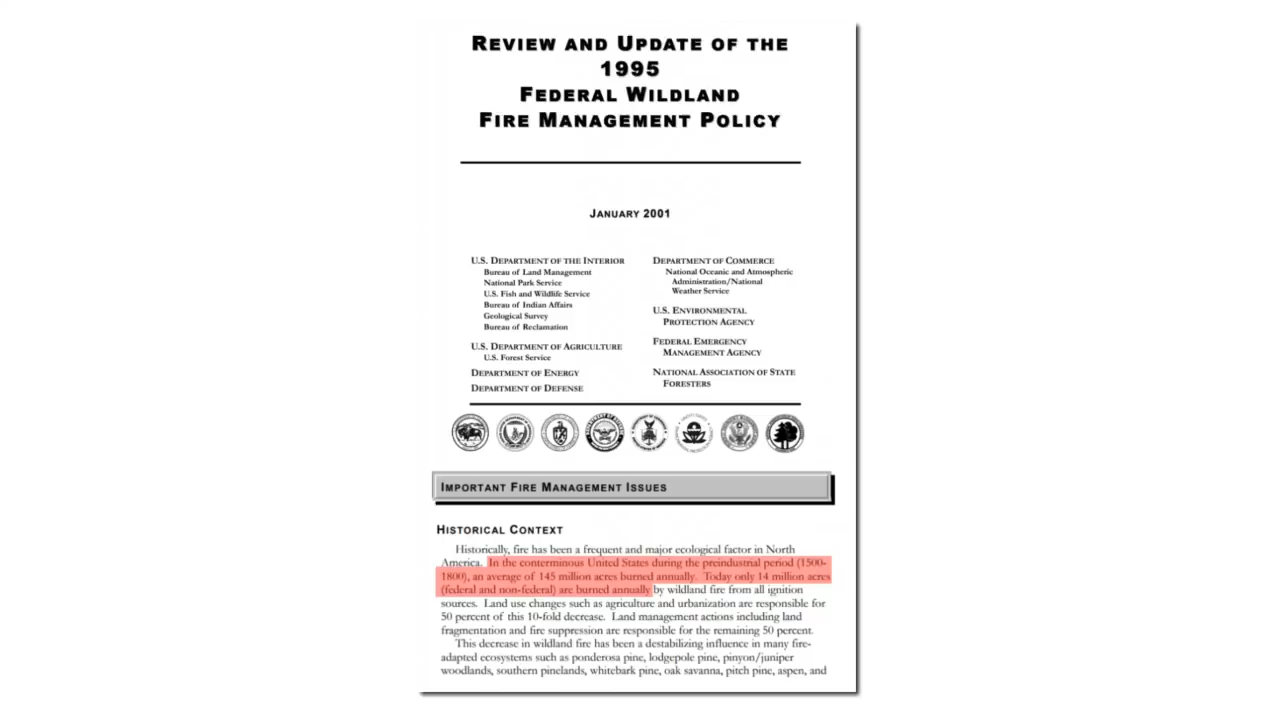 REVIEW AND UPDATE OF THE
1995
FEDERAL WILDLAND
FIRE MANAGEMENT POLICY
JANUARY 2001
U.S. DEPARTMENT OF THE INTERIOR
Bureau of Land Management
National Park Service
U.S. Fish and Wildlife Service
Bureau of Indian Affairs
Geological Survey
Bureau of Reclamation
U.S. DEPARTMENT OF AGRICULTURE
U.S. Forest Service
DEPARTMENT OF ENERGY
DEPARTMENT OF DEFENSE
DEPARTMENT OF COMMERCE
National Oceanic and Atmospheric
Administration/National
Weather Service
U.S. ENVIRONMENTAL
PROTECTION AGENCY
FEDERAL EMERGENCY
MANAGEMENT AGENCY
NATIONAL ASSOCIATION OF STATE
FORESTERS
IMPORTANT FIRE MANAGEMENT ISSUES
HISTORICAL CONTEXT
Historically, fire has been a frequent and major ecological factor in North
America. In the conterminous United States during the preindustrial period (1500-
1800), an average of 145 million acres burned annually. Today only 14 million acres
(federal and non-federal) are burned annually by wildland fire from all ignition
sources. Land use changes such as agriculture and urbanization are responsible for
50 percent of this 10-fold decrease. Land management actions including land
fragmentation and fire suppression are responsible for the remaining 50 percent.
This decrease in wildland fire has been a destabilizing influence in many fire-
adapted ecosystems such as ponderosa pine, lodgepole pine, pinyon/juniper
woodlands, southern pinelands, whitebark pine, oak savanna, pitch pine, aspen, and